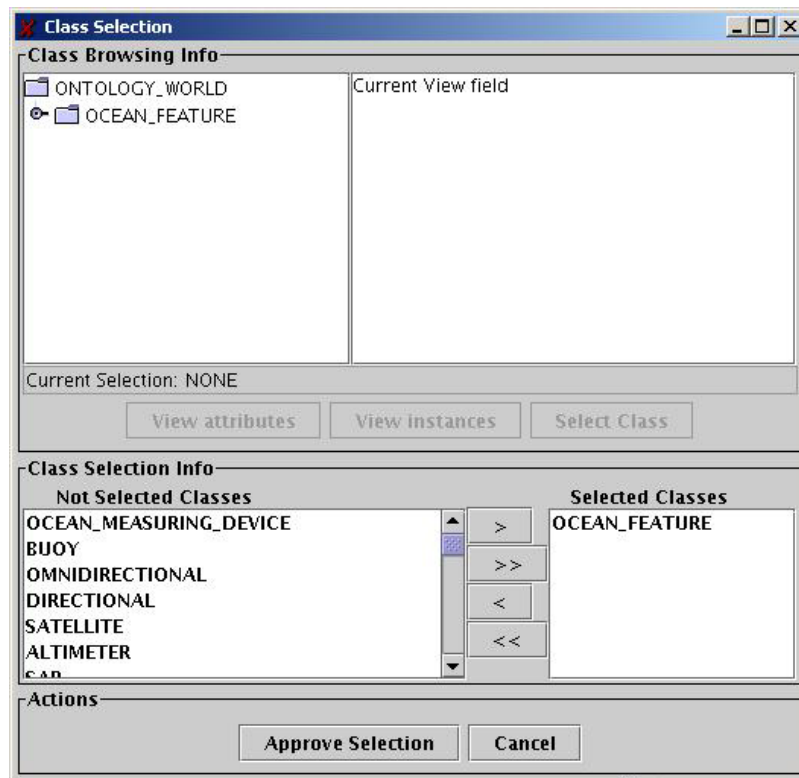 Class Selection
Class Browsing Info
ONTOLOGY_WORLD
OCEAN_FEATURE
Current View field
Current Selection: NONE
View attributes View instances Select Class
Class Selection Info
Not Selected Classes
OCEAN_MEASURING_DEVICE
BUOY
OMNIDIRECTIONAL
DIRECTIONAL
SATELLITE
ALTIMETER
SAR
>
>>
<
<<
Selected Classes
OCEAN_FEATURE
Actions
Approve Selection Cancel